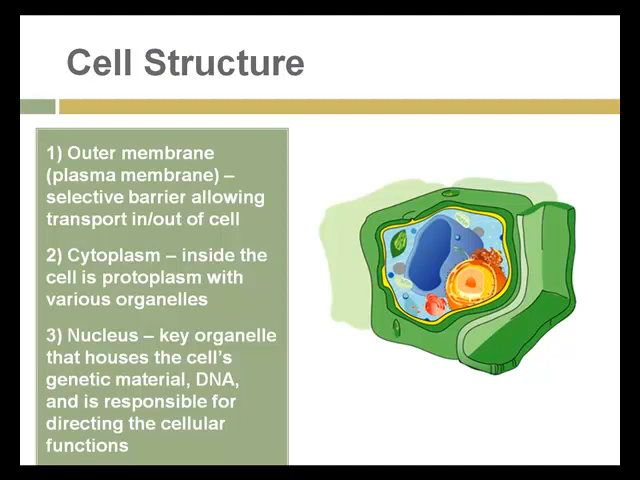 Cell Structure
1) Outer membrane
(plasma membrane) –
selective barrier allowing
transport in/out of cell
2) Cytoplasm – inside the
cell is protoplasm with
various organelles
3) Nucleus – key organelle
that houses the cell’s
genetic material, DNA,
and is responsible for
directing the cellular
functions